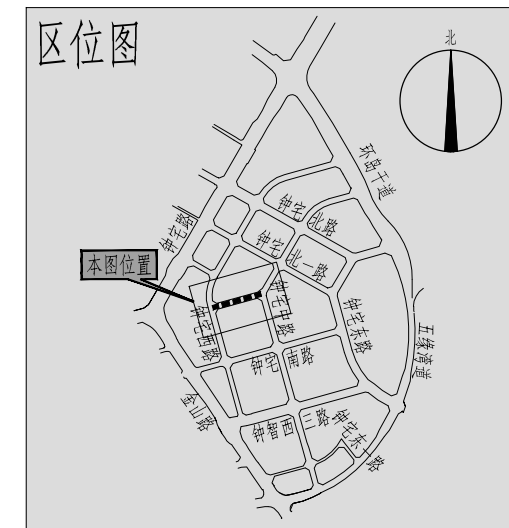 区位图
北
环岛干道
钟宅路
钟宅北路
钟宅北一路
本图位置
钟宅西路
钟宅中路
钟宅东路
五缘湾道
钟宅南路
金山路
钟智西三路
钟宅东一路